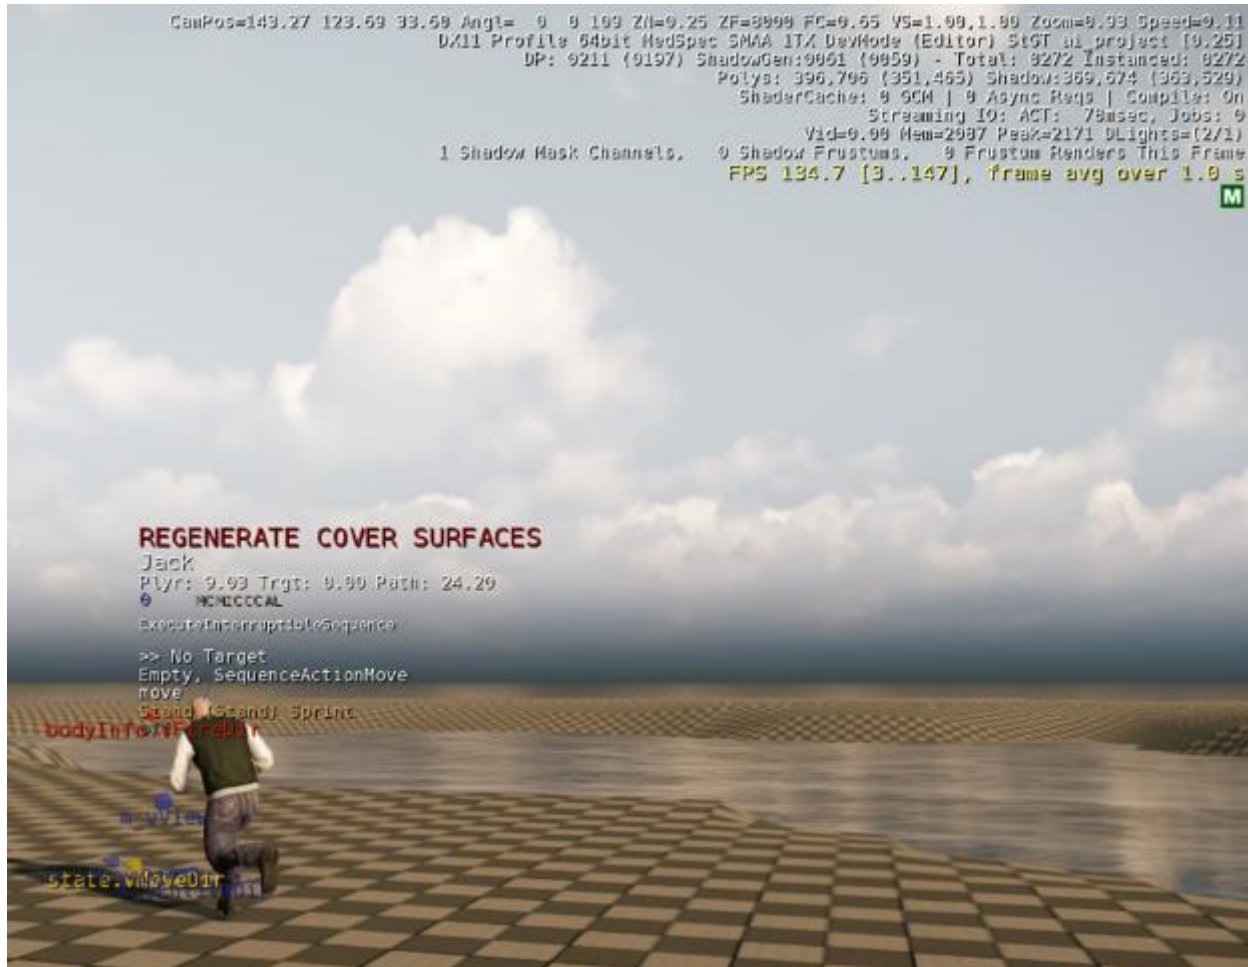 CamPos=143.27 123.69 33.60 Angl=  0  0 109 ZN=0.25 ZF=8000 FC=0.65 VS=1.00,1.00 Zoom=0.93 Speed=0.11
DX11 Profile 64bit MedSpec SMAA 1TX DevMode (Editor) StGT ai_project [0.25]
DP: 0211 (0197) ShadowGen:0061 (0059) - Total: 0272 Instanced: 0272
Polys: 396,706 (351,465) Shadow:369,674 (363,529)
ShaderCache: 0 GCM | 0 Async Reqs | Compile: On
Streaming IO: ACT:  78msec, Jobs: 0
Vid=0.00 Mem=2087 Peak=2171 DLights=(2/1)
1 Shadow Mask Channels,   0 Shadow Frustums,   0 Frustum Renders This Frame
FPS 134.7 [3..147], frame avg over 1.0 s
M
REGENERATE COVER SURFACES
Jack
Plyr: 9.03 Trgt: 0.00 Path: 24.29
0 MCMICCCAL
ExecuteInterruptibleSequence
>> No Target
Empty, SequenceActionMove
move
Stand (Stand) Sprint
bodyInfo.vFireDir
m_vView
state.vMoveDir